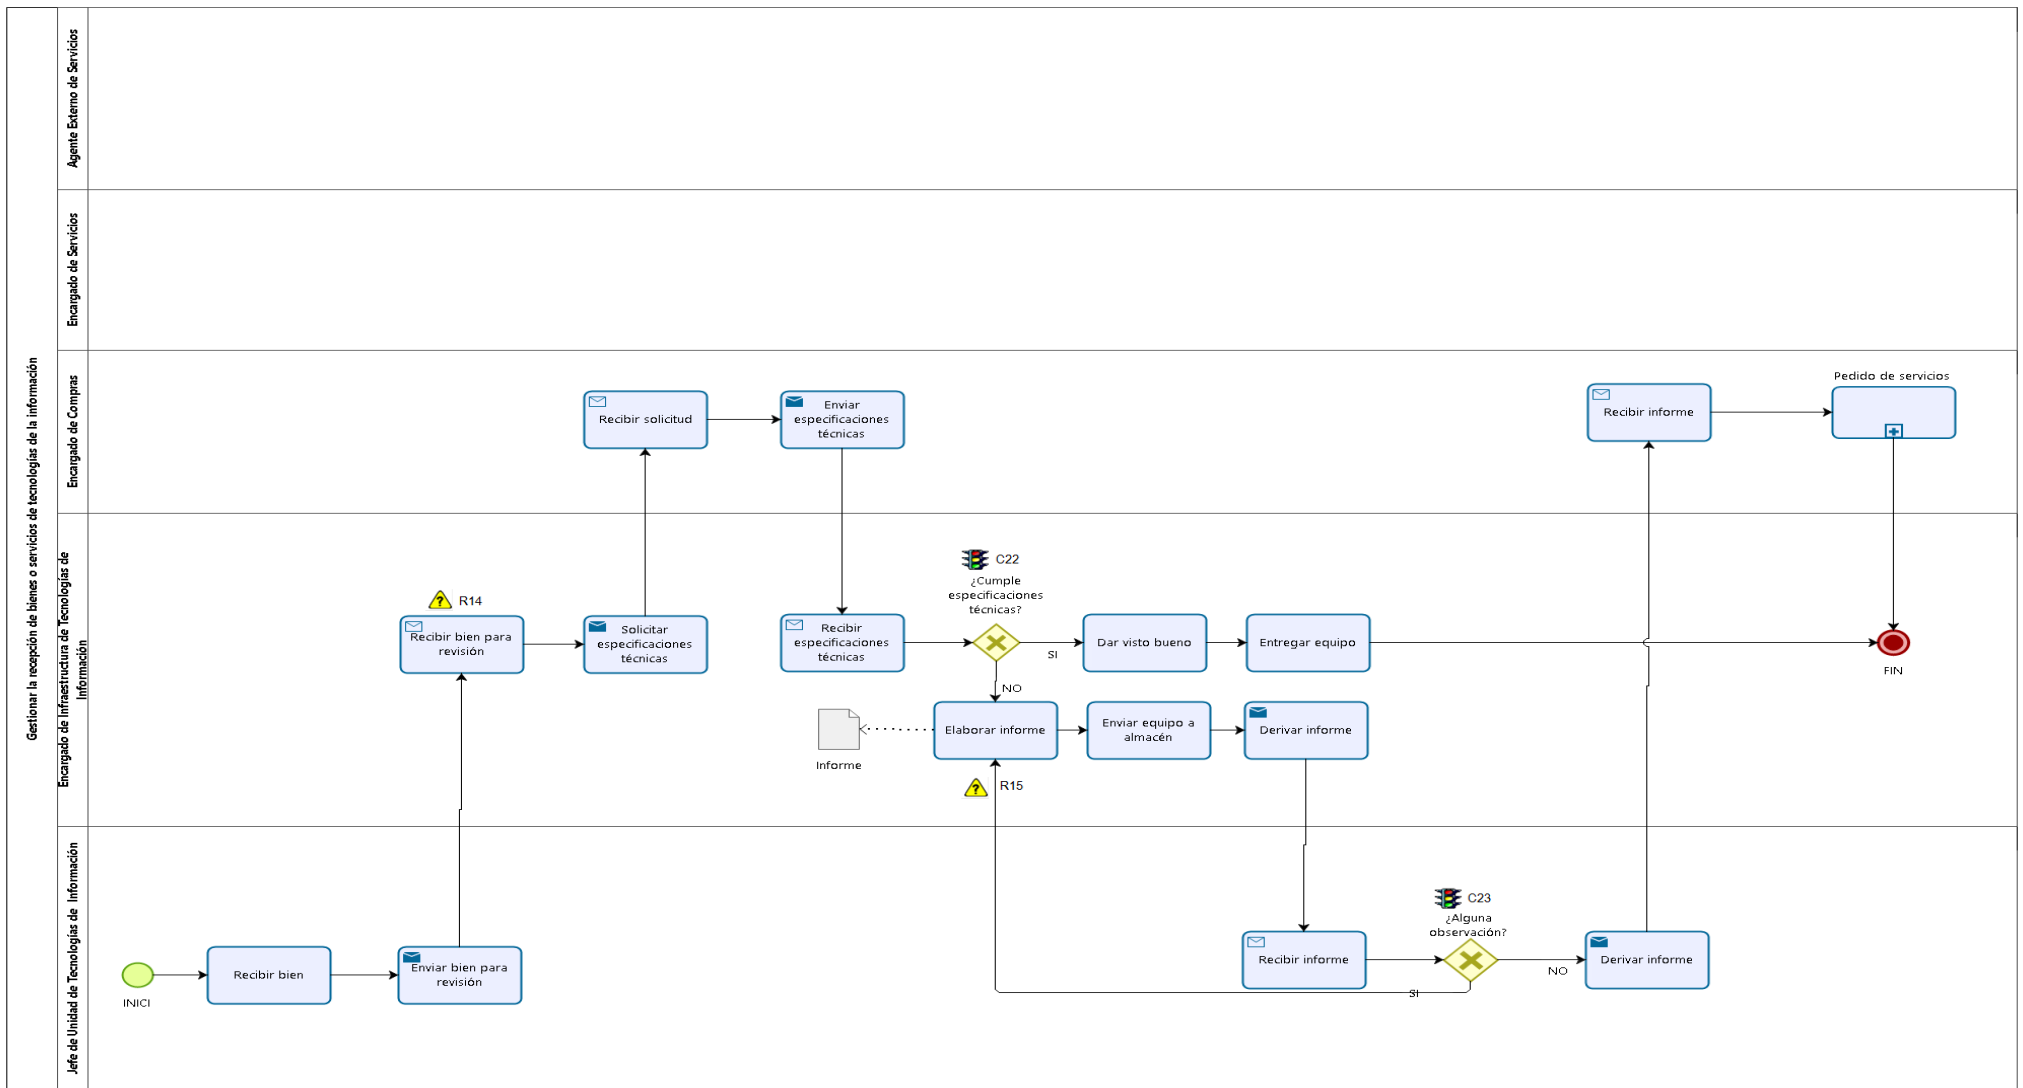 Gestionar la recepción de bienes o servicios de tecnologías de la información
Agente Externo de Servicios
Encargado de Servicios
Encargado de Compras
Recibir solicitud
Enviar
especificaciones
técnicas
Recibir informe
Pedido de servicios
Encargado de Infraestructura de Tecnologías de
Información
R14
Recibir bien para
revisión
Solicitar
especificaciones
técnicas
Recibir
especificaciones
técnicas
C22
¿Cumple
especificaciones
técnicas?
SI
Dar visto bueno
Entregar equipo
FIN
NO
Elaborar informe
Enviar equipo a
almacén
Derivar informe
Informe
R15
Jefe de Unidad de Tecnologías de Información
INICI
Recibir bien
Enviar bien para
revisión
Recibir informe
C23
¿Alguna
observación?
SI
NO
Derivar informe